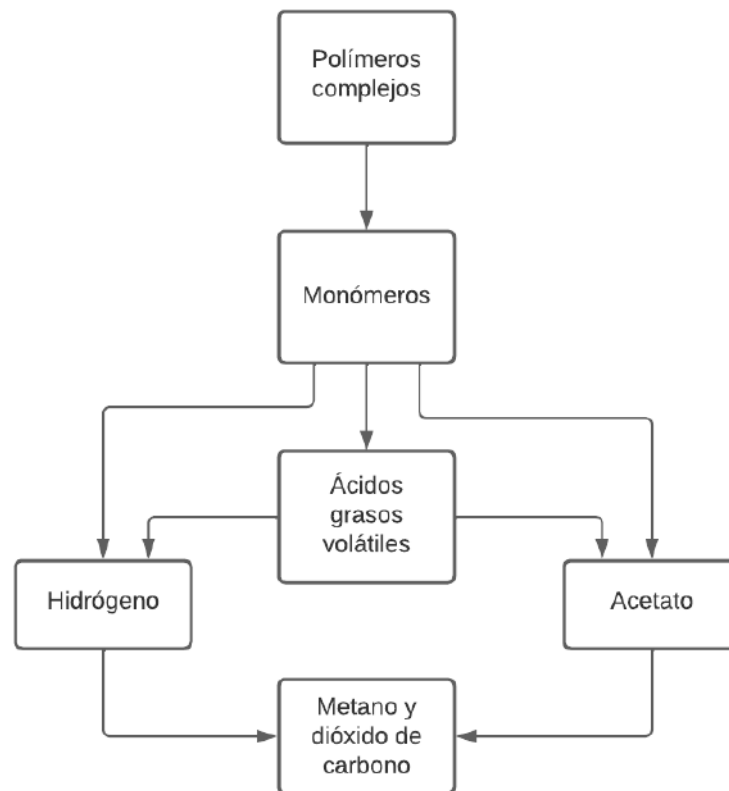 Polímeros
complejos
Monómeros
Ácidos
grasos
volátiles
Hidrógeno
Acetato
Metano y
dióxido de
carbono